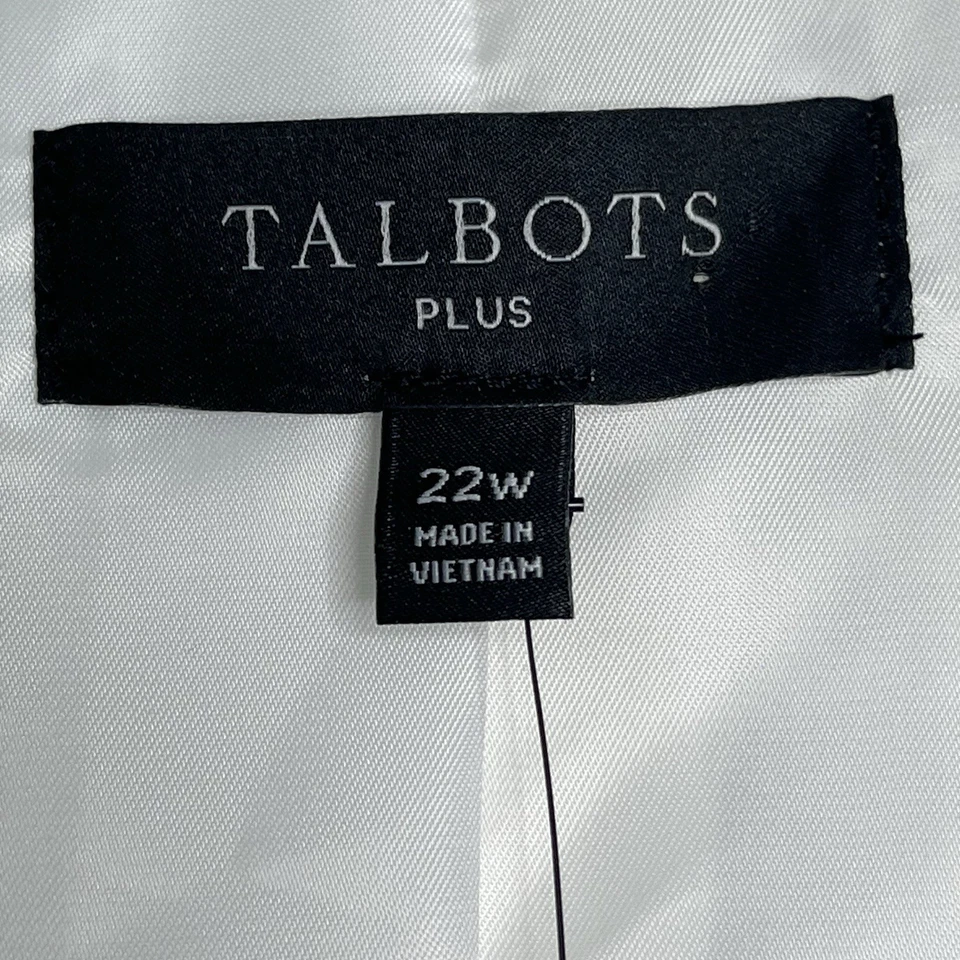 TALBOTS
PLUS
22W
MADE IN
VIETNAM